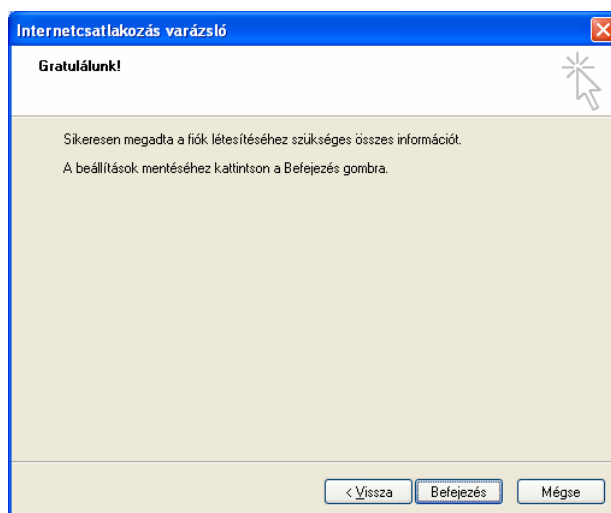 Internetcsatlakozás varázsló
Gratulálunk!
Sikeresen megadta a fiók létesítéséhez szükséges összes információt.
A beállítások mentéséhez kattintson a Befejezés gombra.
< Vissza Befejezés Mégse